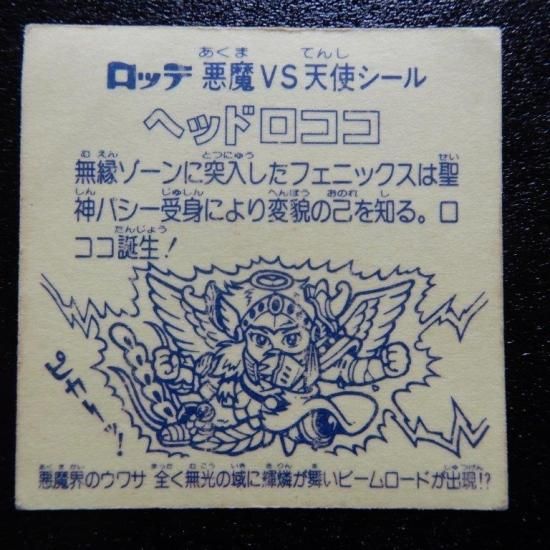 ロッテ 悪魔VS天使シール
ヘッドロココ
無縁ゾーンに突入したフェニックスは聖
神パシー受身により変貌の己を知る。ロ
ココ誕生!
ピカーッ!
悪魔界のウワサ 全く無光の域に輝燐が舞いビームロードが出現!?